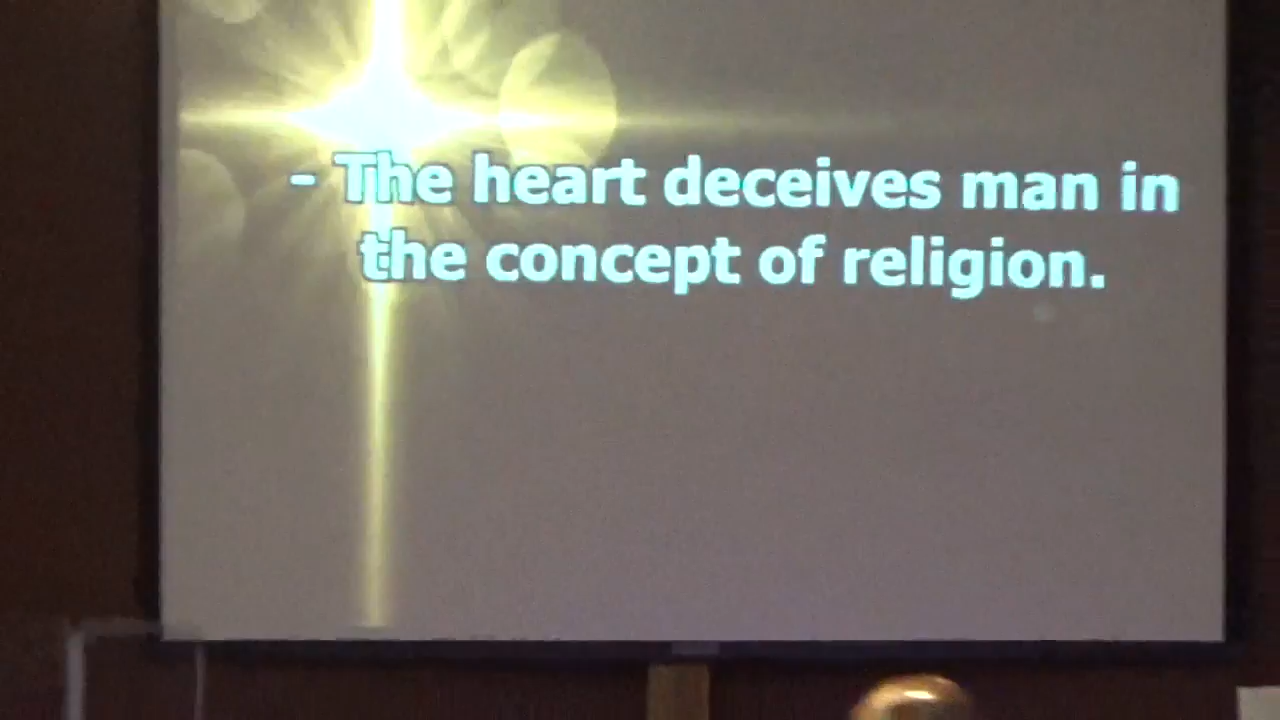 - The heart deceives man in
the concept of religion.